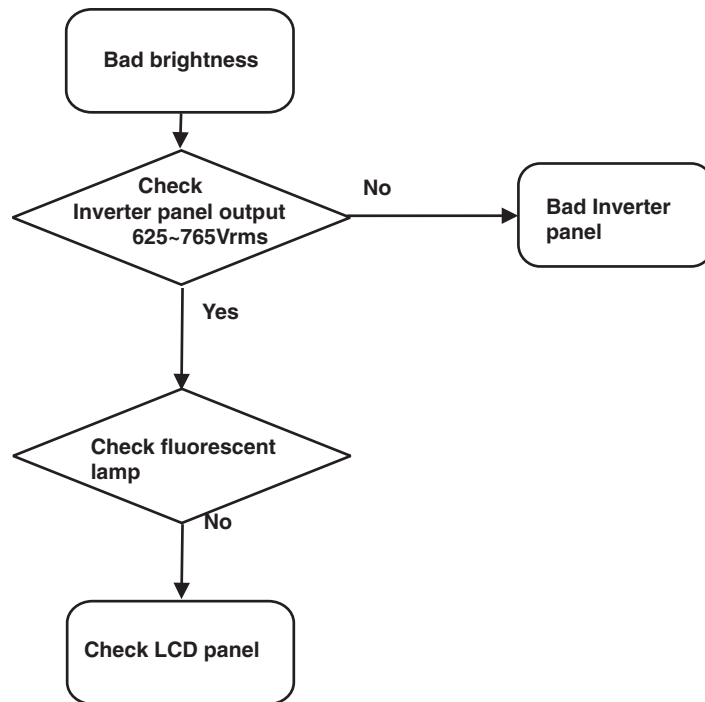 Bad brightness
Check
Inverter panel output
625~765Vrms
No
Bad Inverter
panel
Yes
Check fluorescent
lamp
No
Check LCD panel